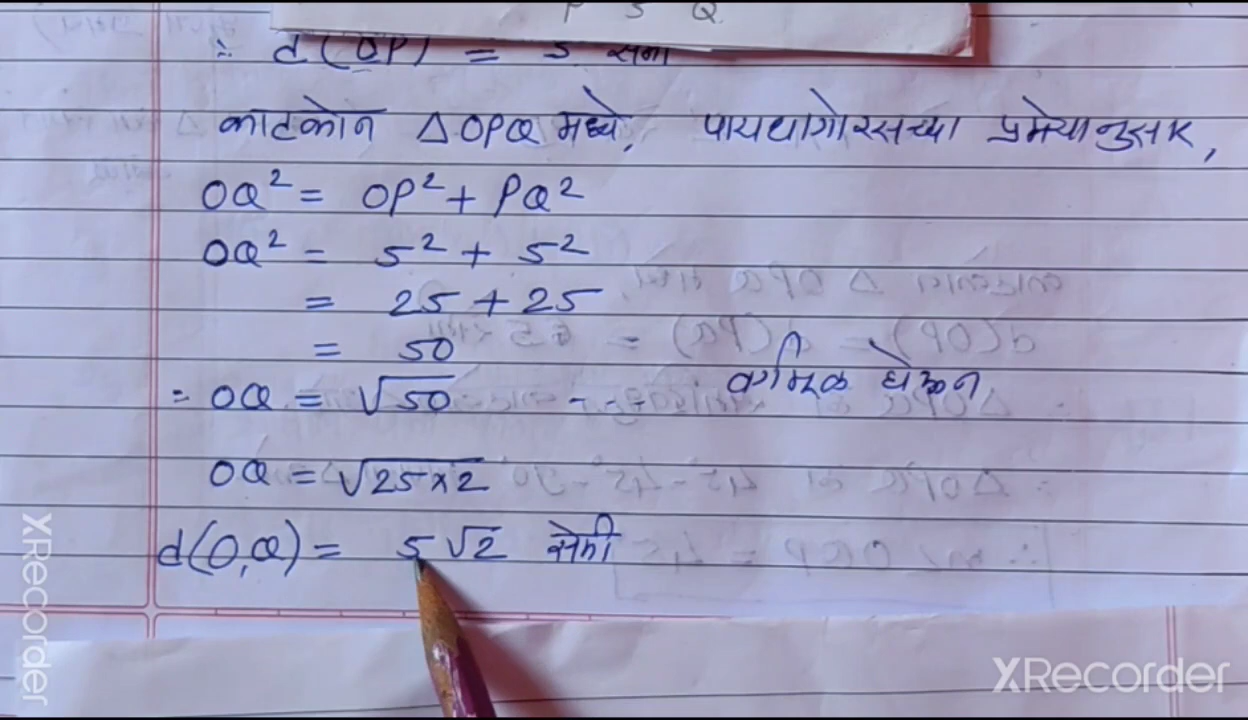 P S Q
∴ d(OP) = 5 सेमी
काटकोन △OPQ मध्ये, पायथागोरसच्या प्रमेयानुसार,
OQ² = OP² + PQ²
OQ² = 5² + 5²
= 25 + 25
= 50
= OQ = √50 --- वर्गमुळ घेऊन
OQ = √25×2
d(O,Q) = 5√2 सेमी
XRecorder
XRecorder